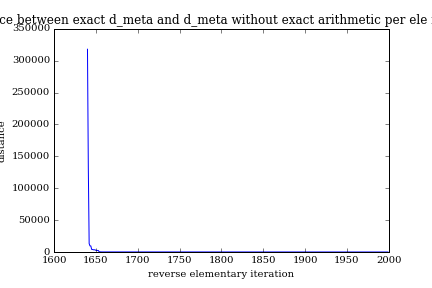 ce between exact d_meta and d_meta without exact arithmetic per ele
350000
300000
250000
200000
150000
100000
50000
0
distance
1600 1650 1700 1750 1800 1850 1900 1950 2000
reverse elementary iteration